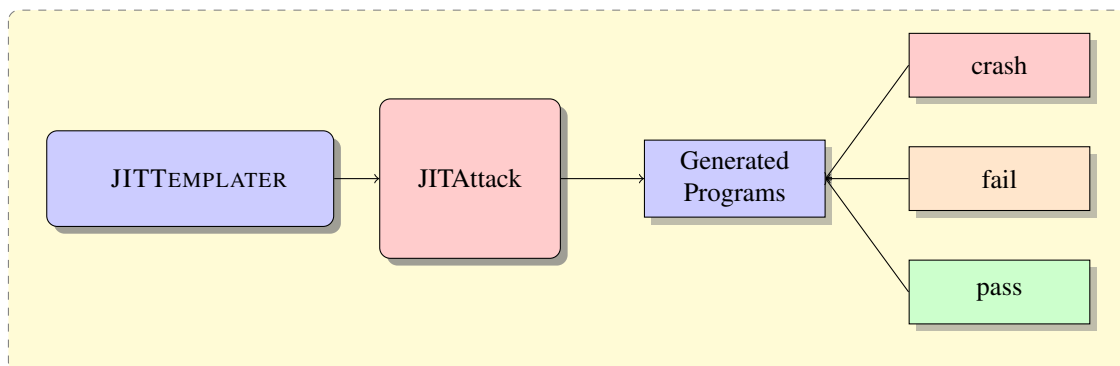 JITTEMPLATER
JITAttack
Generated
Programs
crash
fail
pass